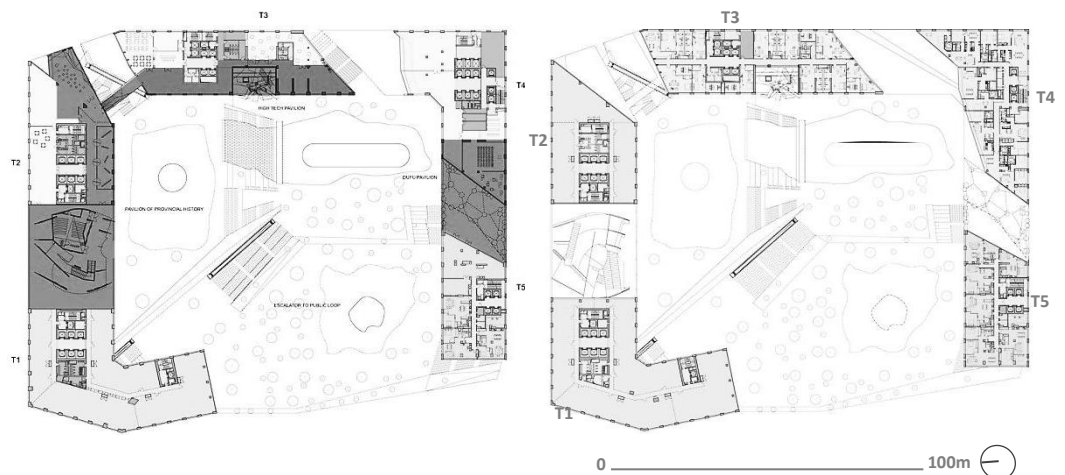 T3
T4
HIGH TECH PAVILION
T2
DUFU PAVILION
PAVILION OF PROVINCIAL HISTORY
T5
ESCALATOR TO PUBLIC LOOP
T1
T3
T4
T2
T5
T1
0 100m